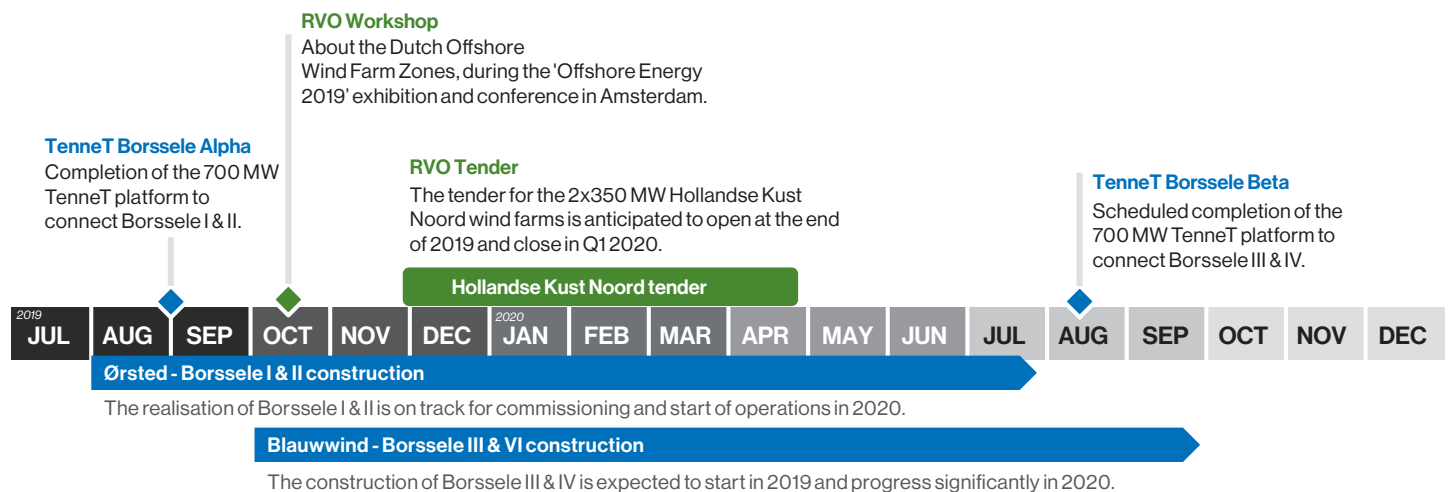 RVO Workshop
About the Dutch Offshore
Wind Farm Zones, during the 'Offshore Energy
2019’ exhibition and conference in Amsterdam.
TenneT Borssele Alpha
Completion of the 700 MW
TenneT platform to
connect Borssele I & II.
RVO Tender
The tender for the 2x350 MW Hollandse Kust
Noord wind farms is anticipated to open at the end
of 2019 and close in Q1 2020.
TenneT Borssele Beta
Scheduled completion of the
700 MW TenneT platform to
connect Borssele III & IV.
Hollandse Kust Noord tender
2019 2020
JUL AUG SEP OCT NOV DEC JAN FEB MAR APR MAY JUN JUL AUG SEP OCT NOV DEC
Ørsted - Borssele I & II construction
The realisation of Borssele I & II is on track for commissioning and start of operations in 2020.
Blauwwind - Borssele III & VI construction
The construction of Borssele III & IV is expected to start in 2019 and progress significantly in 2020.